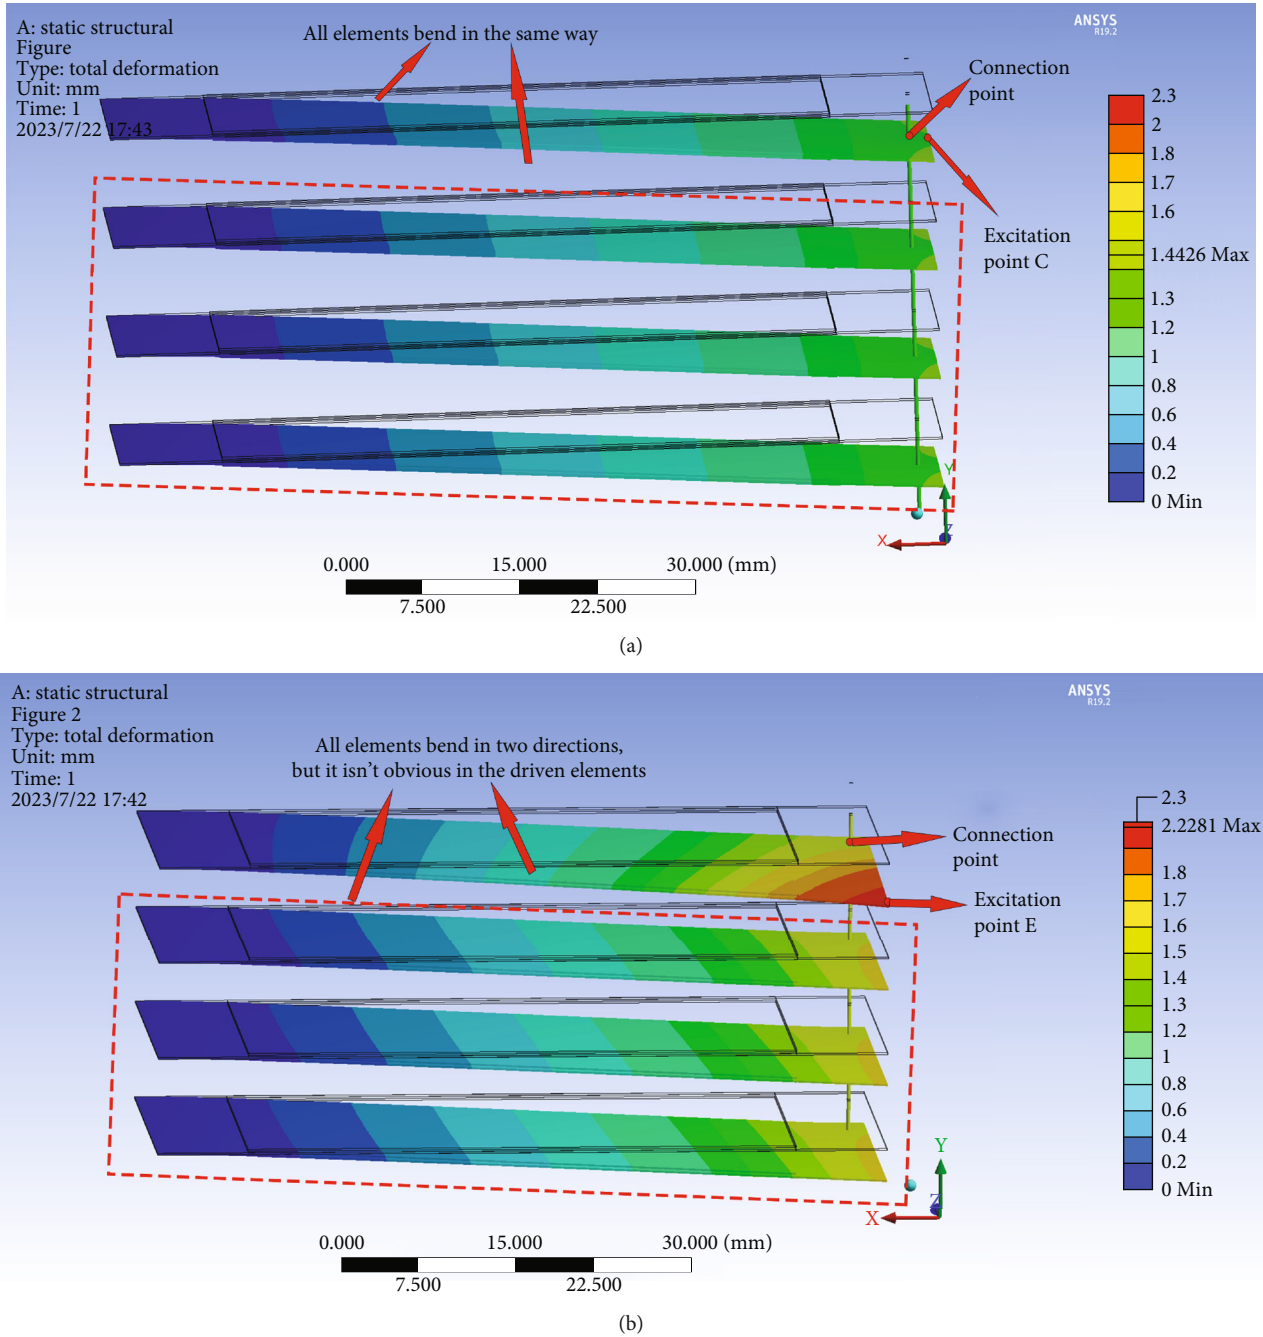 A: static structural
Figure
Type: total deformation
Unit: mm
Time: 1
2023/7/22 17:43
All elements bend in the same way
ANSYS
R19.2
Connection
point
Excitation
point C
2.3
2
1.8
1.7
1.6
1.4426 Max
1.3
1.2
1
0.8
0.6
0.4
0.2
0 Min
Y
Z
X
0.000 15.000 30.000 (mm)
7.500 22.500
(a)
A: static structural
Figure 2
Type: total deformation
Unit: mm
Time: 1
2023/7/22 17:42
All elements bend in two directions,
but it isn't obvious in the driven elements
ANSYS
R19.2
Connection
point
Excitation
point E
2.3
2.2281 Max
1.8
1.7
1.6
1.5
1.4
1.3
1.2
1
0.8
0.6
0.4
0.2
0 Min
Y
Z
X
0.000 15.000 30.000 (mm)
7.500 22.500
(b)